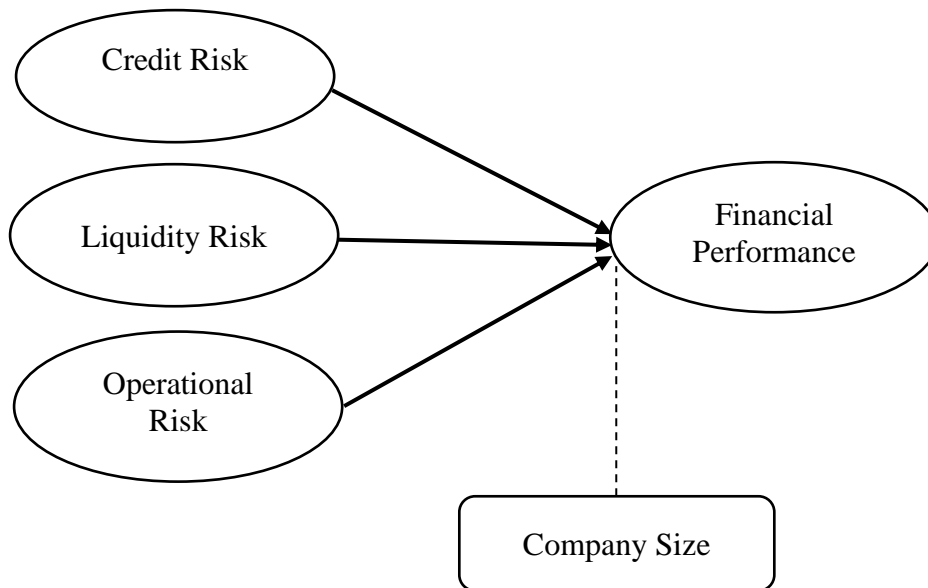 Credit Risk
Liquidity Risk
Operational
Risk
Financial
Performance
Company Size